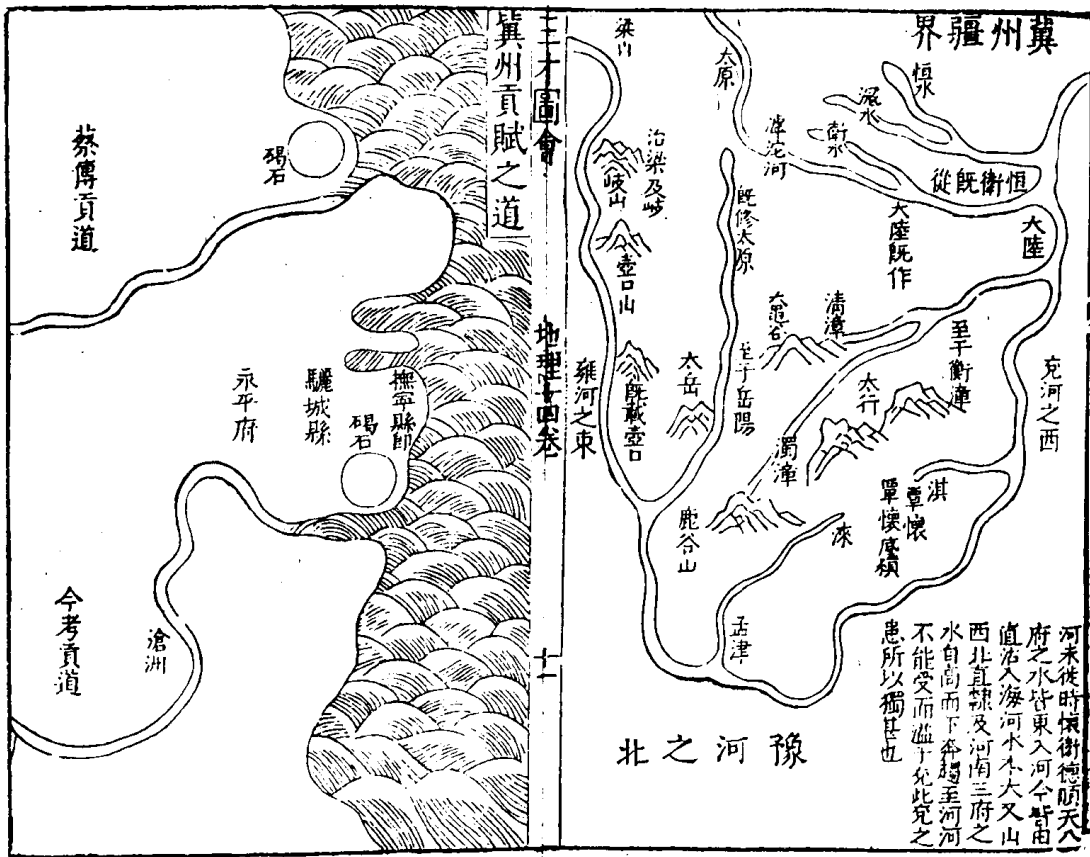 冀州疆界
恒水
滱水
衛水
滹沱河
太原
梁山
恒衛既從
大陸
大陸既作
治梁及岐
岐山
既修太原
壺口山
清漳
至于衡漳
兖河之西
太行
至于岳陽
太岳
既載壺口
雍河之東
濁漳
鹿谷山
淇
覃懷
覃懷厎績
淶
孟津
豫河之北
河未徙時懷衛德順天八
府之水皆東入河今皆由
直沽入海河水本大又山
西北直隸及河南三府之
水自高而下奔趨至河河
不能受而溢于兖此兖之
患所以獨甚也
三才圖會
地理十四卷
十一
冀州貢賦之道
碣石
蔡傳貢道
撫寧縣即
驪城縣
碣石
永平府
滄洲
今考貢道